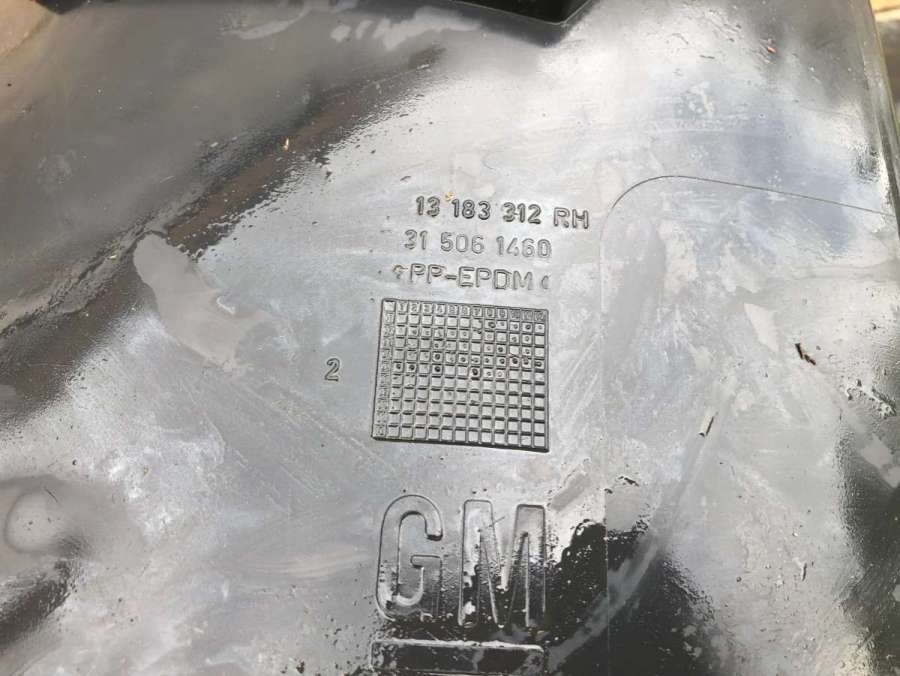 13 183 312 RH
31 506 1460
>PP-EPDM<
2
GM